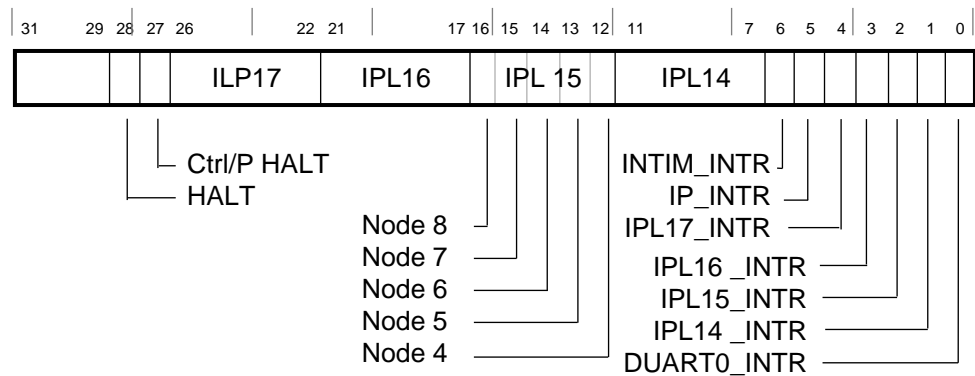 31 29 28 27 26 22 21 17 16 15 14 13 12 11 7 6 5 4 3 2 1 0
ILP17 IPL16 IPL 15 IPL14
Ctrl/P HALT INTIM_INTR
HALT IP_INTR
Node 8 IPL17_INTR
Node 7 IPL16 _INTR
Node 6 IPL15_INTR
Node 5 IPL14 _INTR
Node 4 DUART0_INTR